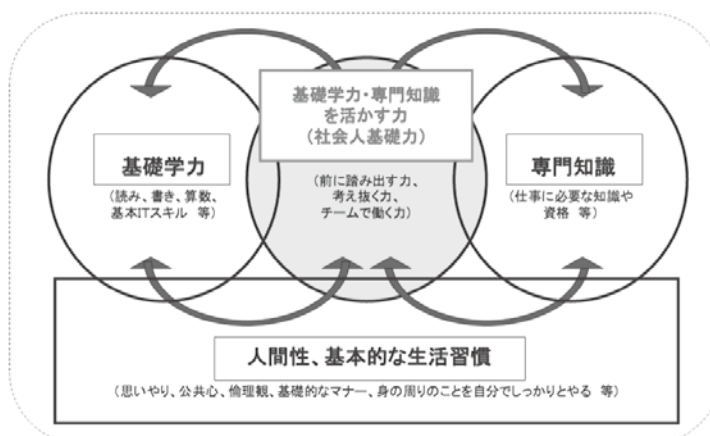 基礎学力・専門知識
を活かす力
(社会人基礎力)
基礎学力
(読み、書き、算数、
基本ITスキル 等)
(前に踏み出す力、
考え抜く力、
チームで働く力)
専門知識
(仕事に必要な知識や
資格 等)
人間性、基本的な生活習慣
(思いやり、公共心、倫理観、基礎的なマナー、身の周りのことを自分でしっかりとやる 等)